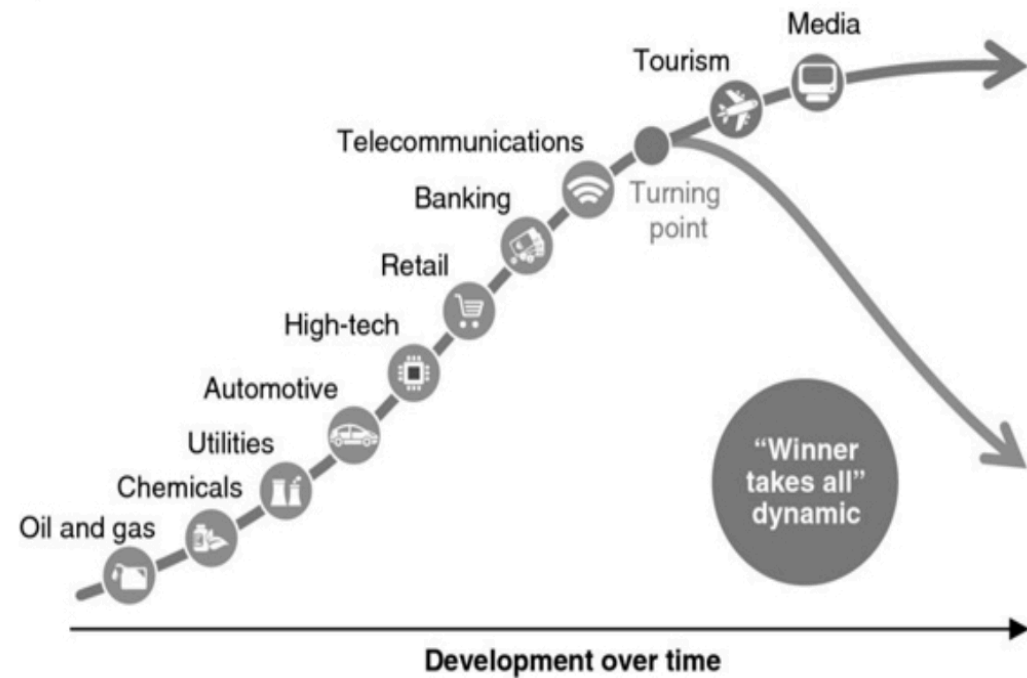 Media
Tourism
Telecommunications
Turning
point
Banking
Retail
High-tech
Automotive
Utilities
Chemicals
Oil and gas
“Winner
takes all”
dynamic
Development over time